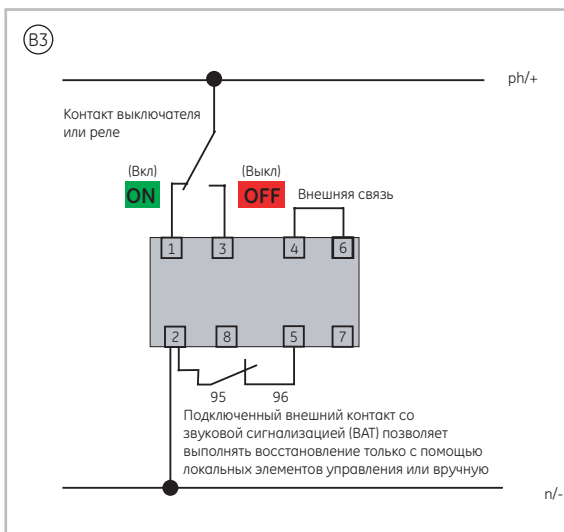 B3
ph/+
Контакт выключателя
или реле
(Вкл)
ON
(Выкл)
OFF
Внешняя связь
1
3
4
6
2
8
5
7
95
96
Подключенный внешний контакт со
звуковой сигнализацией (BAT) позволяет
выполнять восстановление только с помощью
локальных элементов управления или вручную
n/-